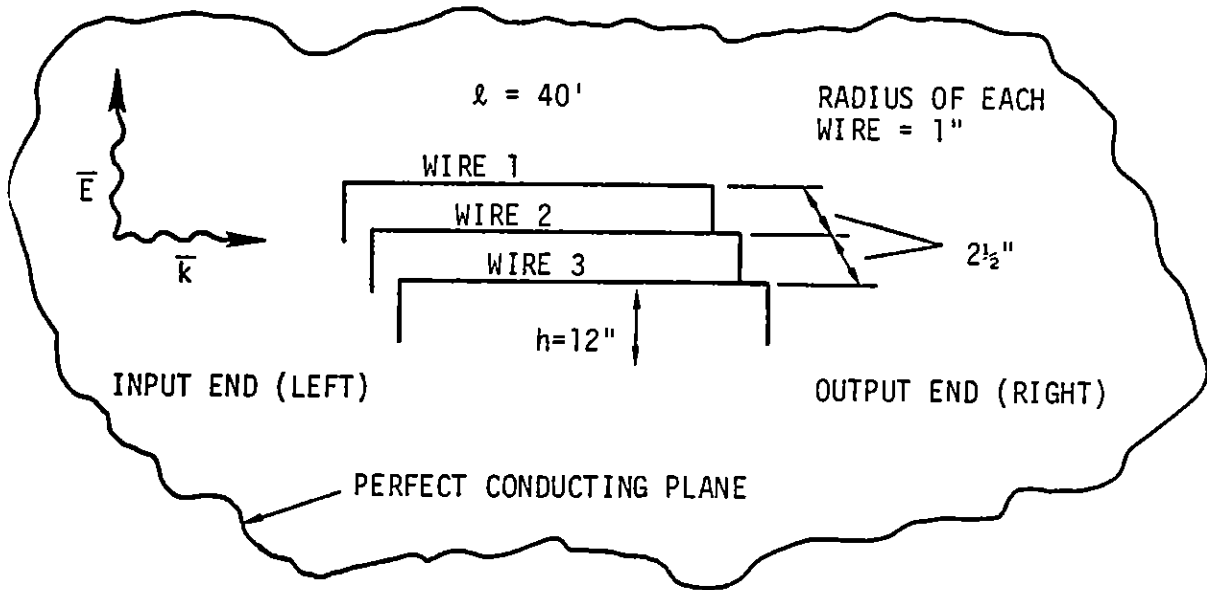 ℓ = 40'
RADIUS OF EACH
WIRE = 1"
WIRE 1
E
WIRE 2
k
WIRE 3
2½"
h=12"
INPUT END (LEFT)
OUTPUT END (RIGHT)
PERFECT CONDUCTING PLANE